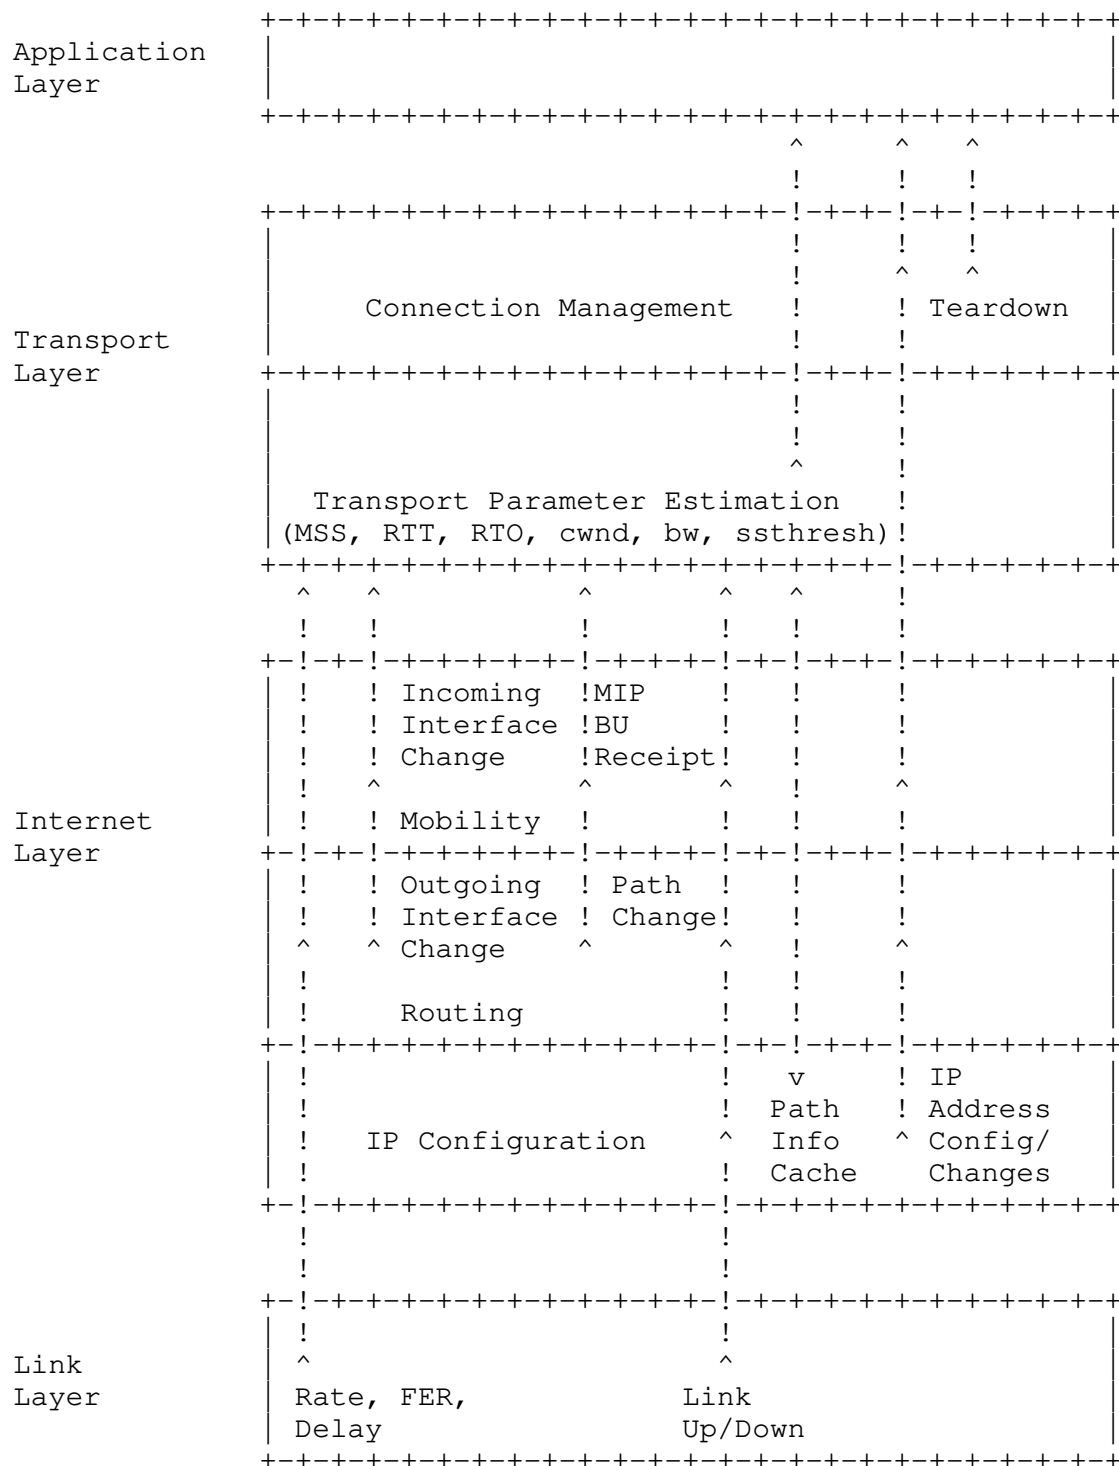 +-+-+-+-+-+-+-+-+-+-+-+-+-+-+-+-+-+-+-+-+-+-+-+-+
Application    |                                               |
Layer          |                                               |
               +-+-+-+-+-+-+-+-+-+-+-+-+-+-+-+-+-+-+-+-+-+-+-+-+
                                             ^     ^   ^
                                             !     !   !
               +-+-+-+-+-+-+-+-+-+-+-+-+-+-+-!-+-+-!-+-!-+-+-+-+
               |                             !     !   !       |
               |                             !     ^   ^       |
               |     Connection Management   !     ! Teardown  |
Transport      |                             !     !           |
Layer          +-+-+-+-+-+-+-+-+-+-+-+-+-+-+-!-+-+-!-+-+-+-+-+-+
               |                             !     !           |
               |                             !     !           |
               |                             ^     !           |
               |  Transport Parameter Estimation   !           |
               |(MSS, RTT, RTO, cwnd, bw, ssthresh)!           |
               +-+-+-+-+-+-+-+-+-+-+-+-+-+-+-+-+-+-!-+-+-+-+-+-+
                 ^   ^           ^       ^   ^     !
                 !   !           !       !   !     !
               +-!-+-!-+-+-+-+-+-!-+-+-+-!-+-!-+-+-!-+-+-+-+-+-+
               | !   ! Incoming  !MIP    !   !     !           |
               | !   ! Interface !BU     !   !     !           |
               | !   ! Change    !Receipt!   !     !           |
               | !   ^           ^       ^   !     ^           |
Internet       | !   ! Mobility  !       !   !     !           |
Layer          +-!-+-!-+-+-+-+-+-!-+-+-+-!-+-!-+-+-!-+-+-+-+-+-+
               | !   ! Outgoing  ! Path  !   !     !           |
               | !   ! Interface ! Change!   !     !           |
               | ^   ^ Change    ^       ^   !     ^           |
               | !                       !   !     !           |
               | !     Routing           !   !     !           |
               +-!-+-+-+-+-+-+-+-+-+-+-+-!-+-!-+-+-!-+-+-+-+-+-+
               | !                       !   v     ! IP        |
               | !                       !  Path   ! Address   |
               | !   IP Configuration    ^  Info   ^ Config/   |
               | !                       !  Cache    Changes   |
               +-!-+-+-+-+-+-+-+-+-+-+-+-!-+-+-+-+-+-+-+-+-+-+-+
                 !                       !
                 !                       !
               +-!-+-+-+-+-+-+-+-+-+-+-+-!-+-+-+-+-+-+-+-+-+-+-+
               | !                       !                     |
Link           | ^                       ^                     |
Layer          | Rate, FER,            Link                    |
               | Delay                 Up/Down                 |
               +-+-+-+-+-+-+-+-+-+-+-+-+-+-+-+-+-+-+-+-+-+-+-+-+